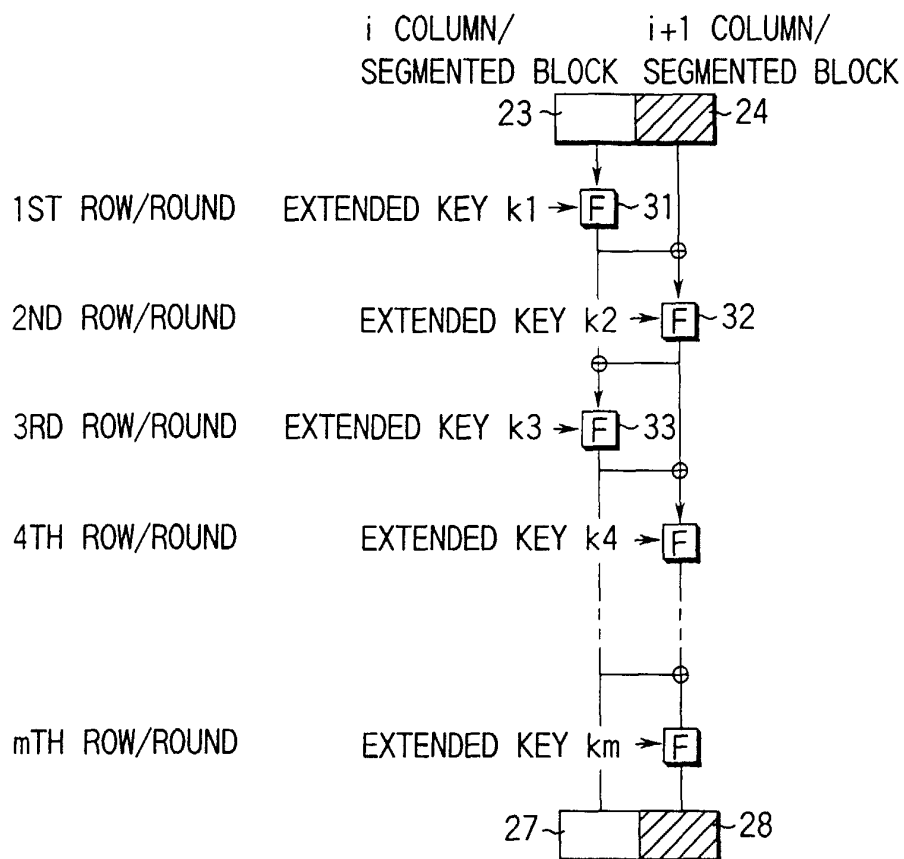 i COLUMN/ i+1 COLUMN/
SEGMENTED BLOCK SEGMENTED BLOCK
23 24
1ST ROW/ROUND EXTENDED KEY k1 F 31
2ND ROW/ROUND EXTENDED KEY k2 F 32
3RD ROW/ROUND EXTENDED KEY k3 F 33
4TH ROW/ROUND EXTENDED KEY k4 F
mTH ROW/ROUND EXTENDED KEY km F
27 28